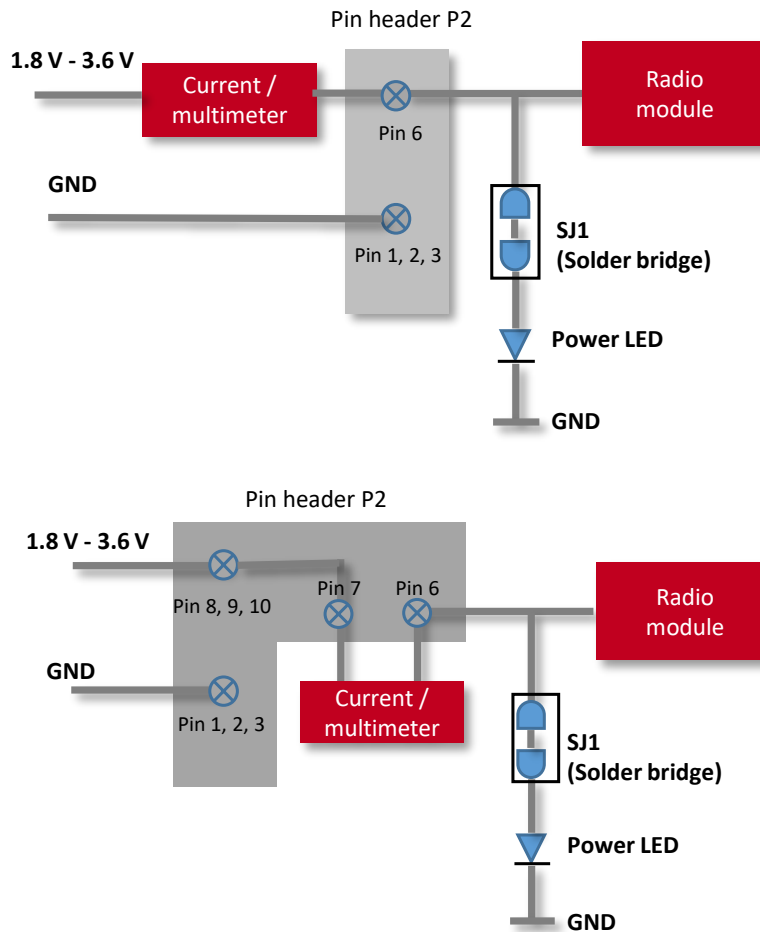 Pin header P2
1.8 V - 3.6 V
Current /
multimeter
Radio
module
Pin 6
GND
Pin 1, 2, 3
SJ1
(Solder bridge)
Power LED
GND
Pin header P2
1.8 V - 3.6 V
Pin 7
Pin 6
Pin 8, 9, 10
Radio
module
GND
Pin 1, 2, 3
Current /
multimeter
SJ1
(Solder bridge)
Power LED
GND